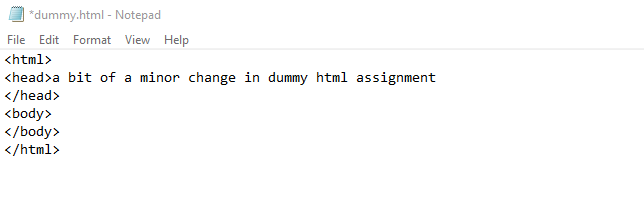 *dummy.html - Notepad
File Edit Format View Help
<html>
<head>a bit of a minor change in dummy html assignment
</head>
<body>
</body>
</html>